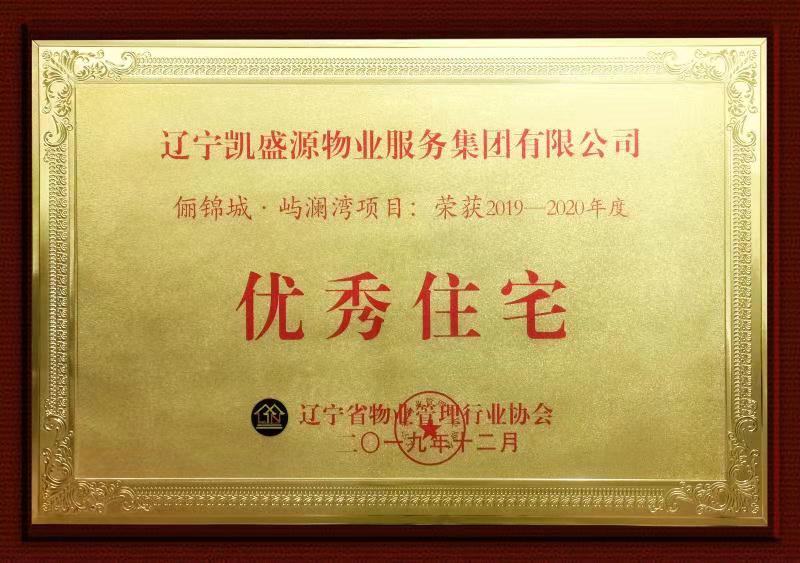 辽宁凯盛源物业服务集团有限公司
俪锦城·屿澜湾项目：荣获2019—2020年度
优秀住宅
辽宁省物业管理行业协会
二〇一九年十二月